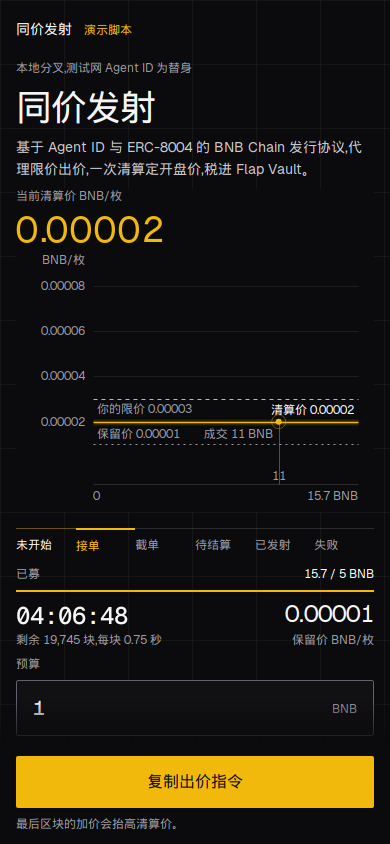 同价发射 演示脚本
本地分叉,测试网 Agent ID 为替身
同价发射
基于 Agent ID 与 ERC-8004 的 BNB Chain 发行协议,代
理限价出价,一次清算定开盘价,税进 Flap Vault。
当前清算价 BNB/枚
0.00002
BNB/枚
0.00008
0.00006
0.00004
你的限价 0.00003 清算价 0.00002
0.00002
保留价 0.00001 成交 11 BNB
11
0 15.7 BNB
未开始 接单 截单 待结算 已发射 失败
已募 15.7 / 5 BNB
04:06:48 0.00001
剩余 19,745 块,每块 0.75 秒 保留价 BNB/枚
预算
1 BNB
复制出价指令
最后区块的加价会抬高清算价。